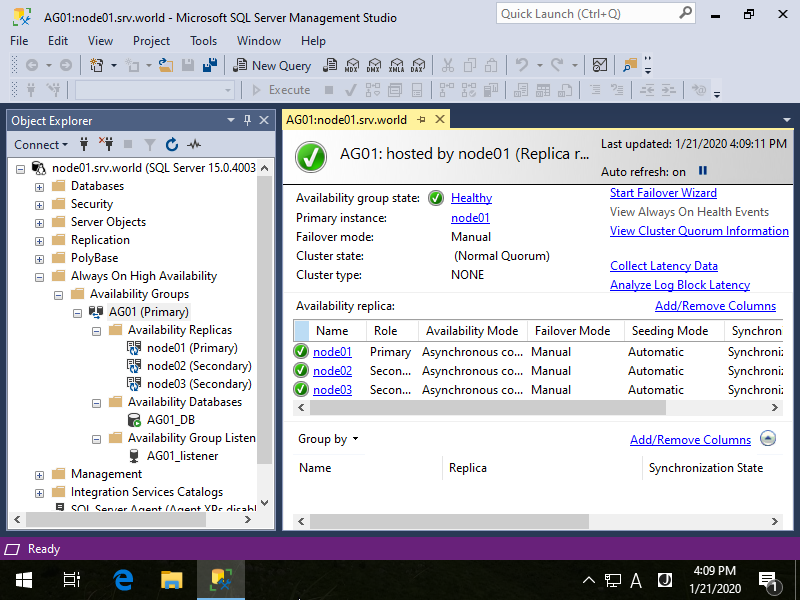 AG01:node01.srv.world - Microsoft SQL Server Management Studio
Quick Launch (Ctrl+Q)
File Edit View Project Tools Window Help
New Query MDX DMX XMLA DAX
Execute
Object Explorer
AG01:node01.srv.world
Connect
node01.srv.world (SQL Server 15.0.4003
Databases
Security
Server Objects
Replication
PolyBase
Always On High Availability
Availability Groups
AG01 (Primary)
Availability Replicas
node01 (Primary)
node02 (Secondary)
node03 (Secondary)
Availability Databases
AG01_DB
Availability Group Listen
AG01_listener
Management
Integration Services Catalogs
SQL Server Agent (Agent XPs disabl
AG01: hosted by node01 (Replica r...
Last updated: 1/21/2020 4:09:11 PM
Auto refresh: on
Availability group state: Healthy
Primary instance: node01
Failover mode: Manual
Cluster state: (Normal Quorum)
Cluster type: NONE
Start Failover Wizard
View Always On Health Events
View Cluster Quorum Information
Collect Latency Data
Analyze Log Block Latency
Availability replica: Add/Remove Columns
Name Role Availability Mode Failover Mode Seeding Mode Synchron
node01 Primary Asynchronous co... Manual Automatic Synchroniz
node02 Secon... Asynchronous co... Manual Automatic Synchroniz
node03 Secon... Asynchronous co... Manual Automatic Synchroni
Group by Add/Remove Columns
Name Replica Synchronization State
Ready
A
4:09 PM
1/21/2020
1